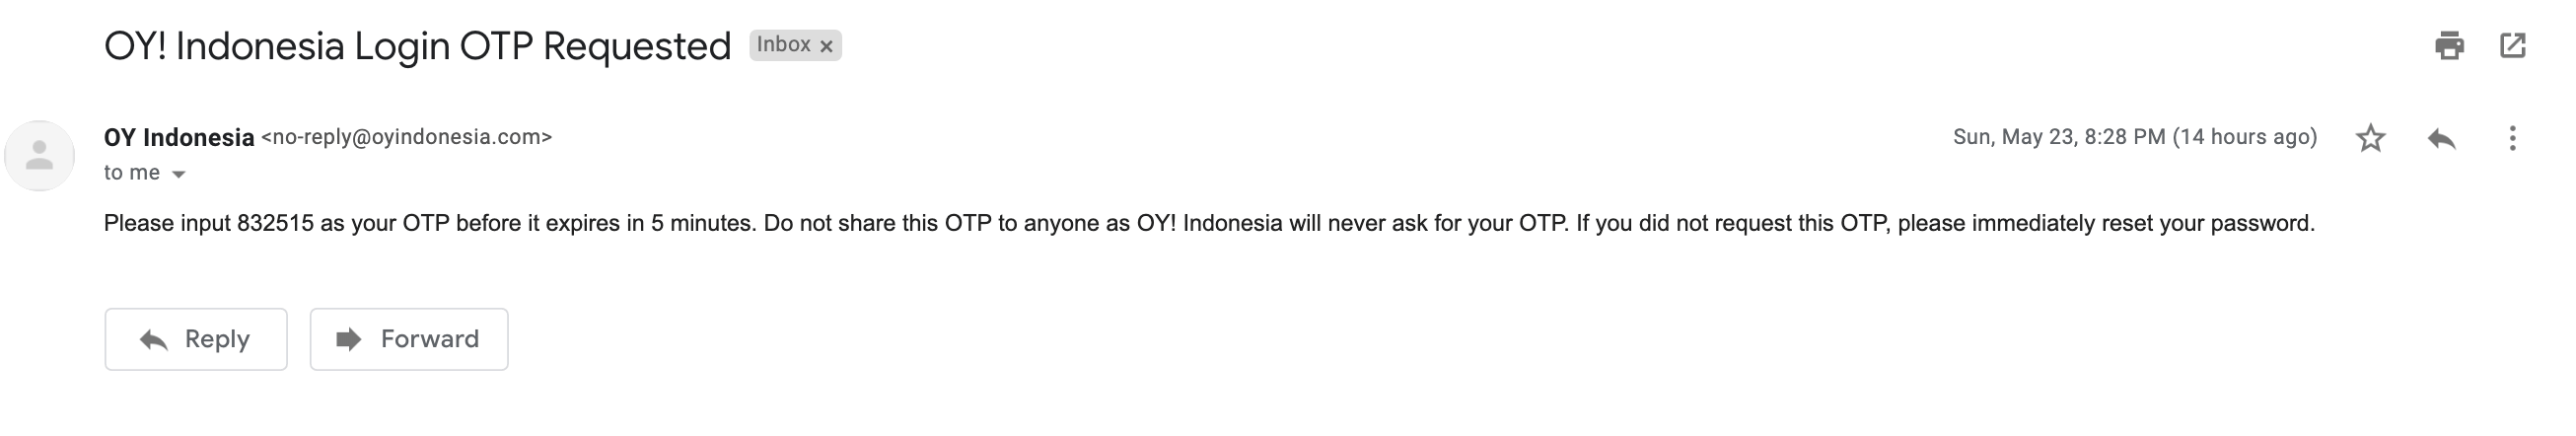 OY! Indonesia Login OTP Requested Inbox ×
OY Indonesia <no-reply@oyindonesia.com> Sun, May 23, 8:28 PM (14 hours ago)
to me
Please input 832515 as your OTP before it expires in 5 minutes. Do not share this OTP to anyone as OY! Indonesia will never ask for your OTP. If you did not request this OTP, please immediately reset your password.
Reply Forward